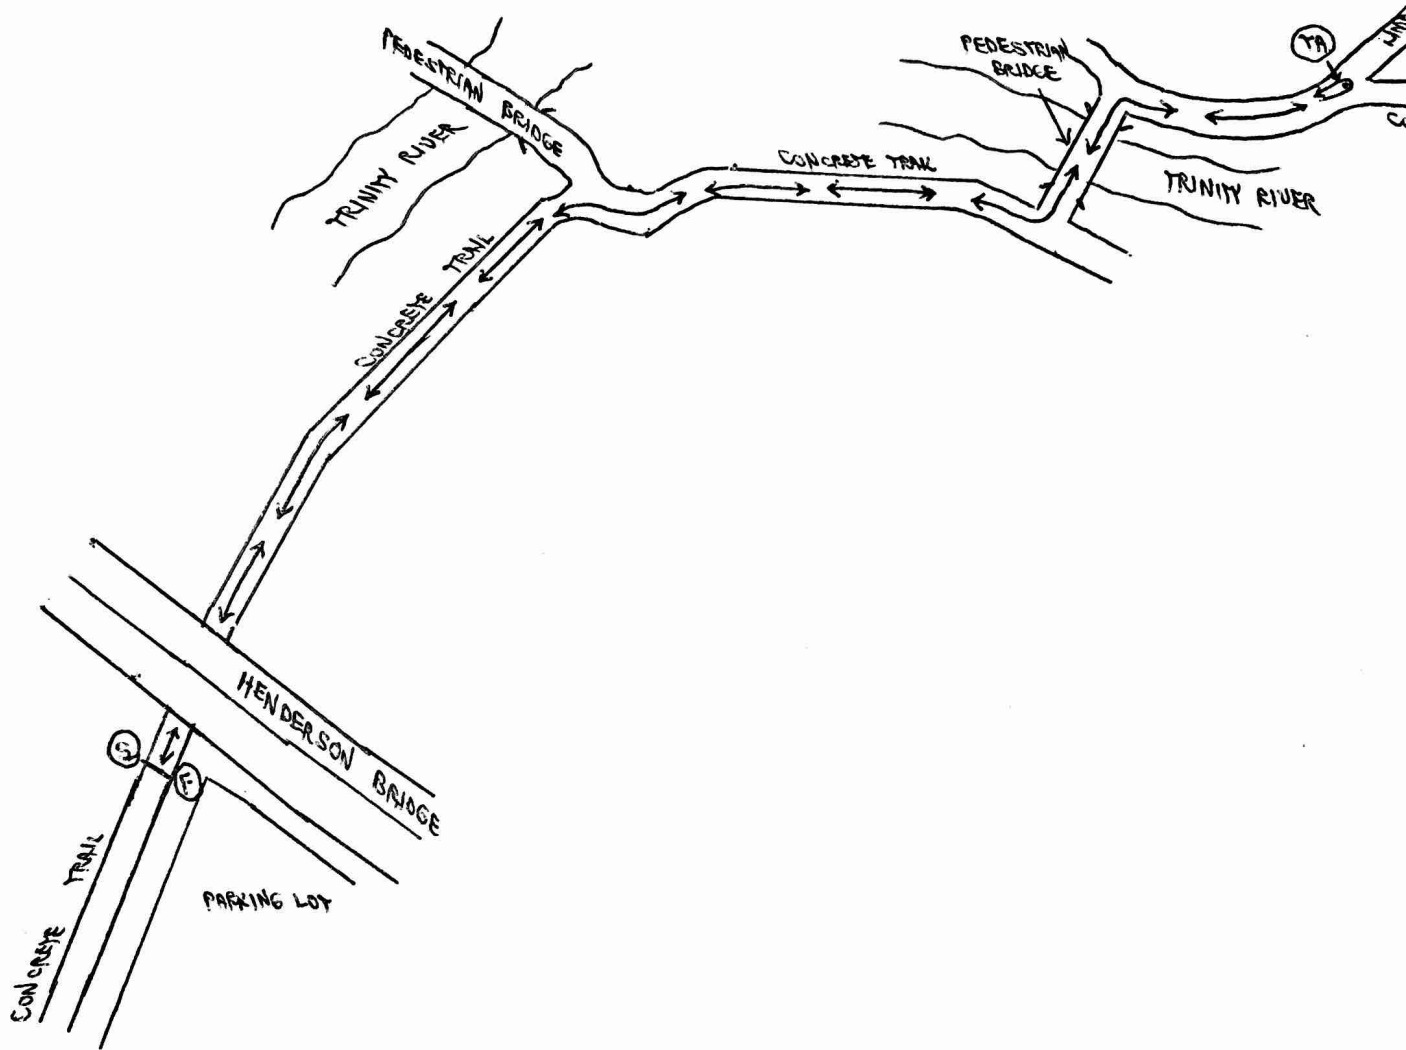 PEDESTRIAN BRIDGE
TRINITY RIVER
PEDESTRIAN
BRIDGE
TA
CONCRETE TRAIL
TRINITY RIVER
CONCRETE TRAIL
HENDERSON BRIDGE
S
F
CONCRETE TRAIL
PARKING LOT